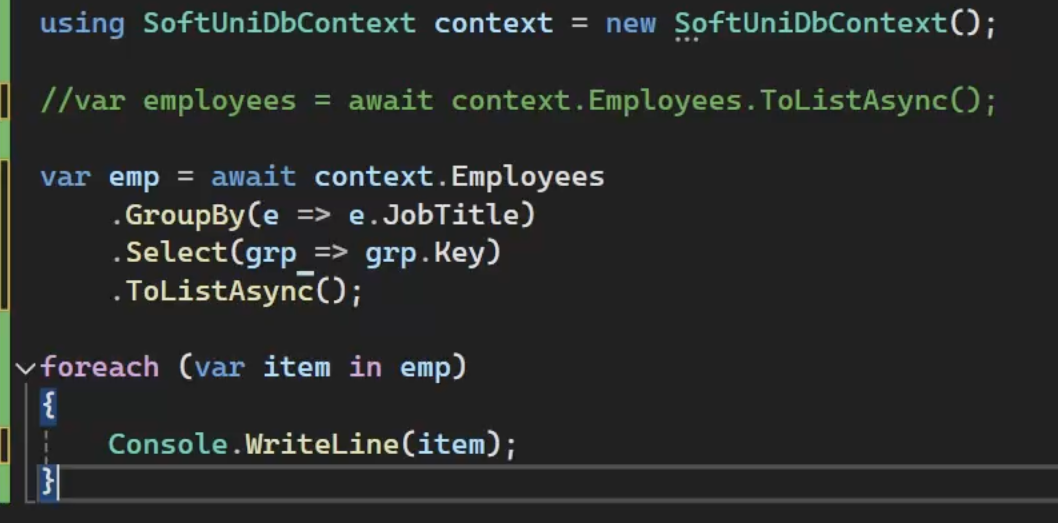 using SoftUniDbContext context = new SoftUniDbContext();
//var employees = await context.Employees.ToListAsync();
var emp = await context.Employees
.GroupBy(e => e.JobTitle)
.Select(grp => grp.Key)
.ToListAsync();
foreach (var item in emp)
{
Console.WriteLine(item);
}